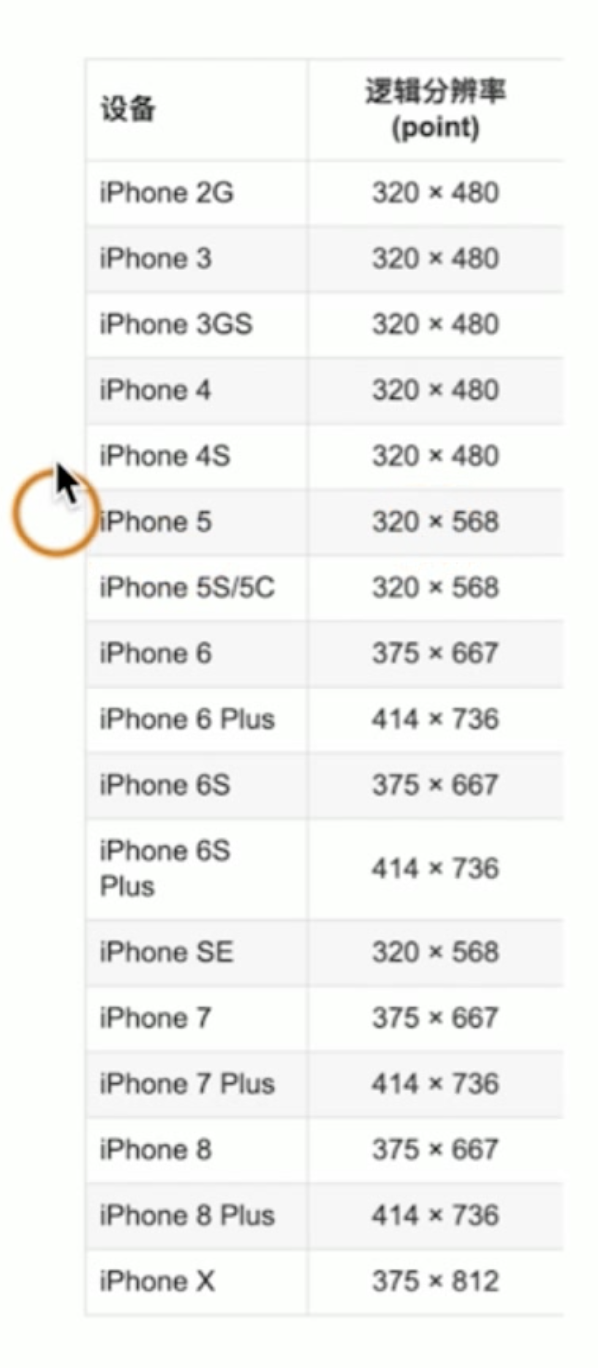 设备 逻辑分辨率
(point)
iPhone 2G 320 × 480
iPhone 3 320 × 480
iPhone 3GS 320 × 480
iPhone 4 320 × 480
iPhone 4S 320 × 480
iPhone 5 320 × 568
iPhone 5S/5C 320 × 568
iPhone 6 375 × 667
iPhone 6 Plus 414 × 736
iPhone 6S 375 × 667
iPhone 6S
Plus 414 × 736
iPhone SE 320 × 568
iPhone 7 375 × 667
iPhone 7 Plus 414 × 736
iPhone 8 375 × 667
iPhone 8 Plus 414 × 736
iPhone X 375 × 812